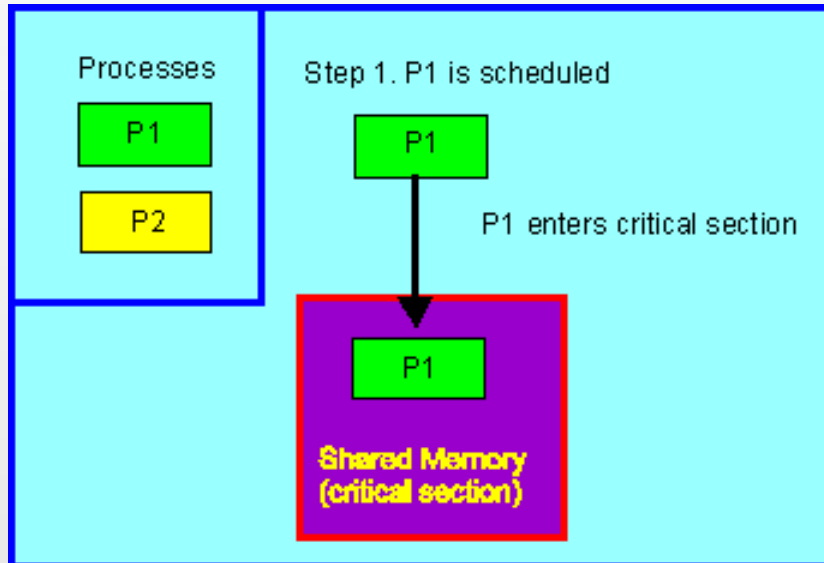 Processes
P1
P2
Step 1. P1 is scheduled
P1
P1 enters critical section
P1
Shared Memory
(critical section)